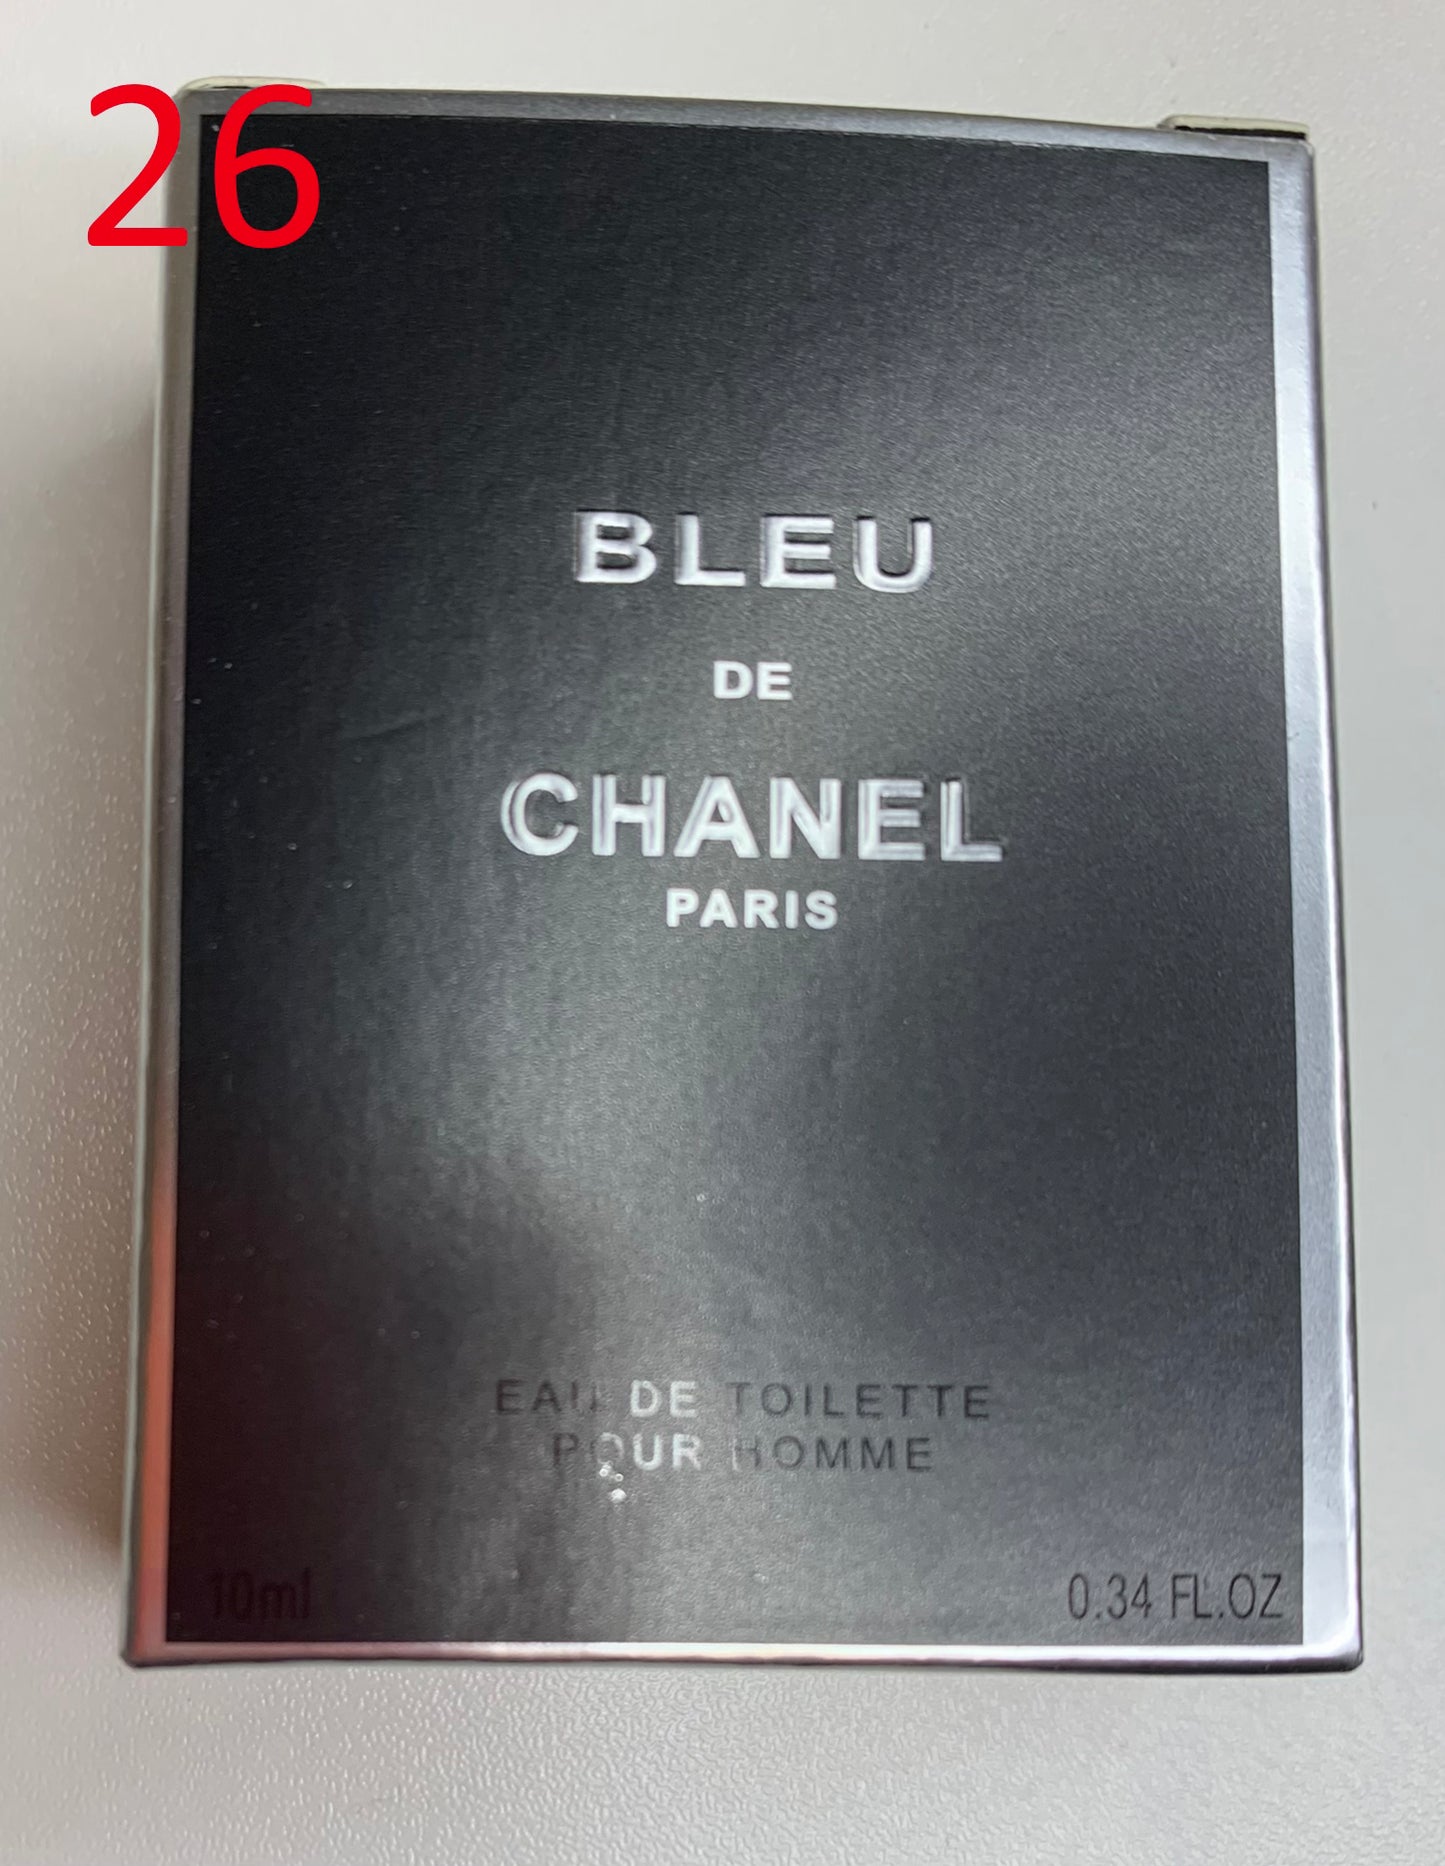 26
BLEU
DE
CHANEL
PARIS
EAU DE TOILETTE
POUR HOMME
10ml 0.34 FL.OZ